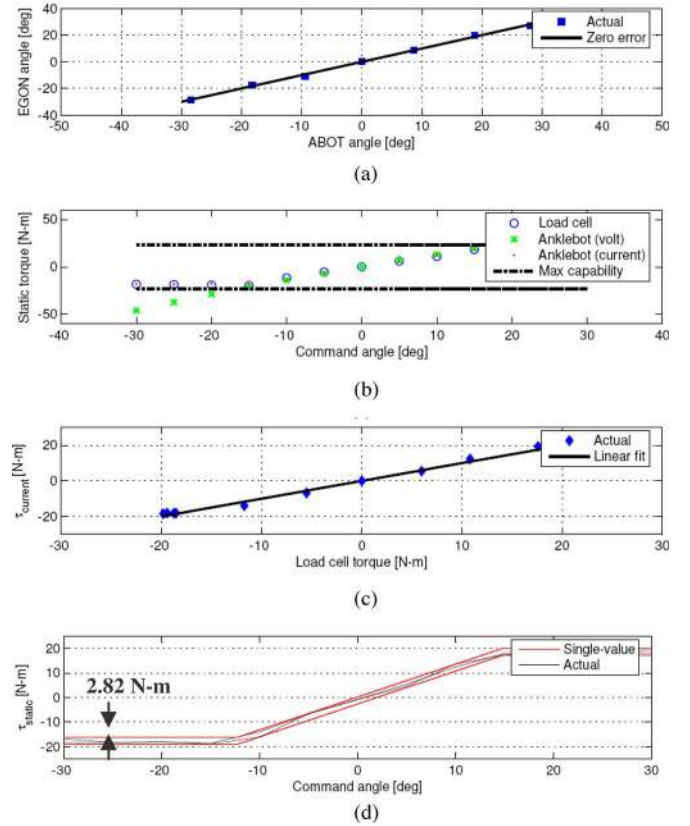 40
20
0
-20
-40
EGON angle [deg]
Actual
Zero error
-50 -40 -30 -20 -10 0 10 20 30 40 50
ABOT angle [deg]
(a)
50
0
-50
Static torque [N-m]
Load cell
Anklebot (volt)
Anklebot (current)
Max capability
-40 -30 -20 -10 0 10 20 30 40
Command angle [deg]
(b)
20
0
-20
τcurrent [N-m]
Actual
Linear fit
-30 -20 -10 0 10 20 30
Load cell torque [N-m]
(c)
20
10
0
-10
-20
τstatic [N-m]
2.82 N-m
Single-value
Actual
-30 -20 -10 0 10 20 30
Command angle [deg]
(d)